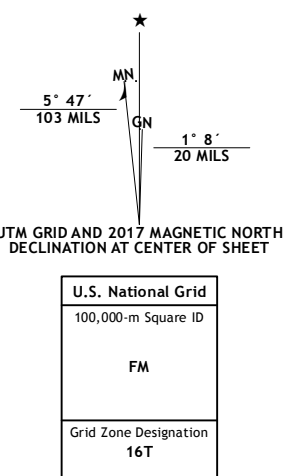 ★
MN
5° 47´
103 MILS
GN
1° 8´
20 MILS
UTM GRID AND 2017 MAGNETIC NORTH
DECLINATION AT CENTER OF SHEET
U.S. National Grid
100,000-m Square ID
FM
Grid Zone Designation
16T